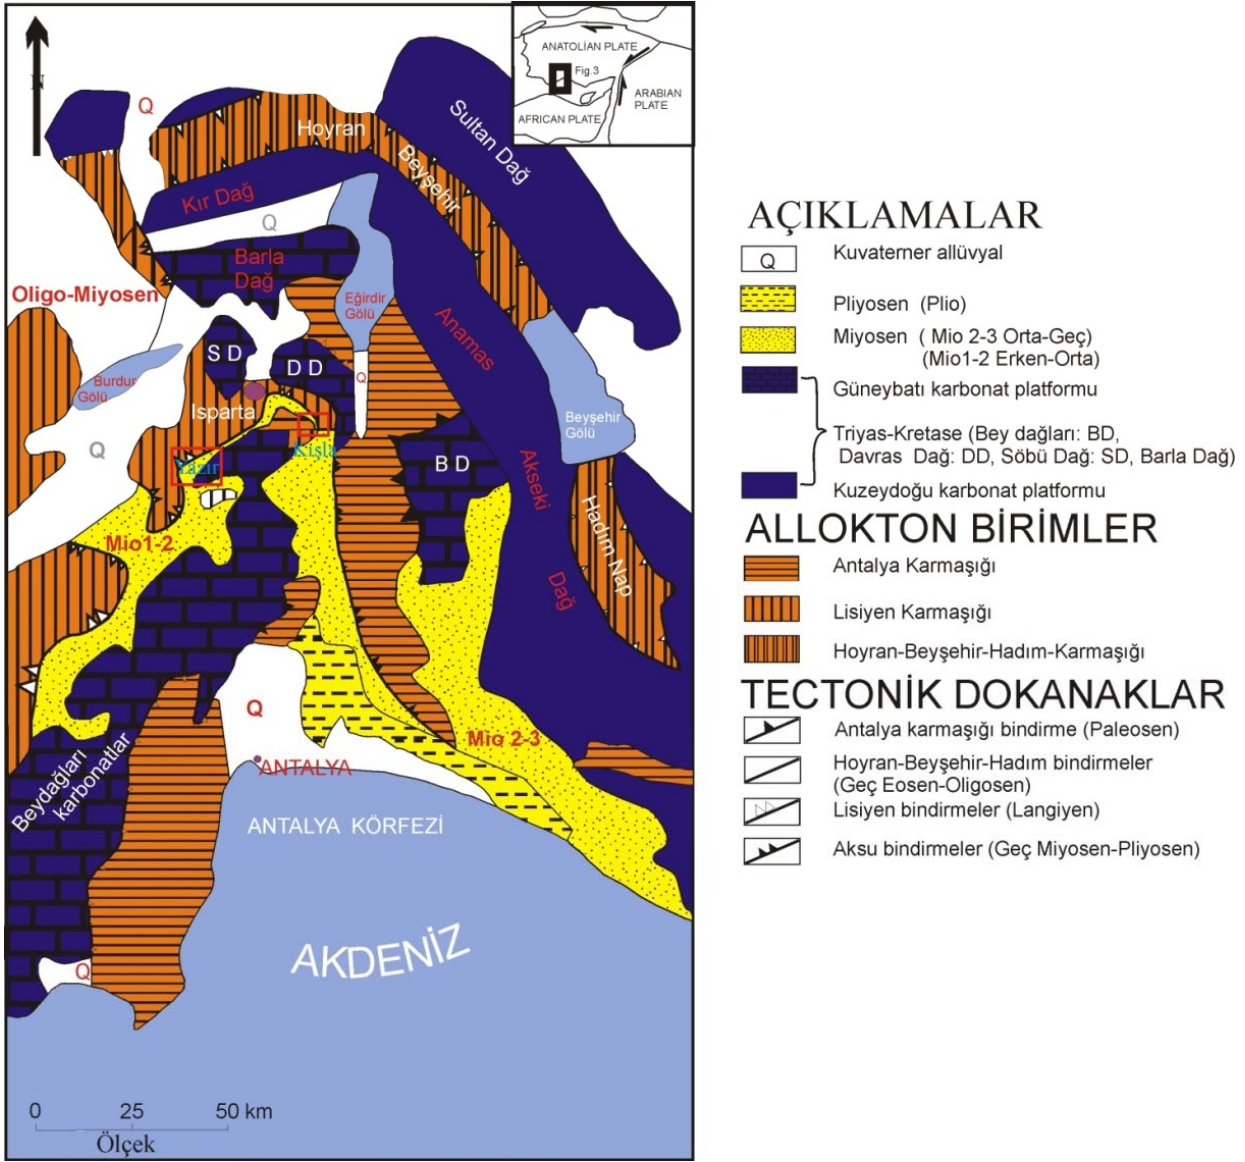 N
ANATOLİAN PLATE
Fig.3
ARABIAN
PLATE
AFRICAN PLATE
Q
Hoyran
Beyşehir
Sultan Dağ
Kır Dağ
Q
Barla
Dağ
Oligo-Miyosen
Eğirdir
Gölü
Anamas
S D
D D
Burdur
Gölü
Q
Isparta
Beyşehir
Gölü
Kişla
Q
Yazır
B D
Akseki
Hadım Nap
Mio1-2
Dağ
Q
Mio 2-3
Beydağları
karbonatlar
ANTALYA
ANTALYA KÖRFEZİ
AKDENİZ
Q
0 25 50 km
Ölçek
AÇIKLAMALAR
Q Kuvaterner allüvyal
Pliyosen (Plio)
Miyosen ( Mio 2-3 Orta-Geç)
(Mio1-2 Erken-Orta)
Güneybatı karbonat platformu
Triyas-Kretase (Bey dağları: BD,
Davras Dağ: DD, Söbü Dağ: SD, Barla Dağ)
Kuzeydoğu karbonat platformu
ALLOKTON BİRİMLER
Antalya Karmaşığı
Lisiyen Karmaşığı
Hoyran-Beyşehir-Hadım-Karmaşığı
TECTONİK DOKANAKLAR
Antalya karmaşığı bindirme (Paleosen)
Hoyran-Beyşehir-Hadım bindirmeler
(Geç Eosen-Oligosen)
Lisiyen bindirmeler (Langiyen)
Aksu bindirmeler (Geç Miyosen-Pliyosen)